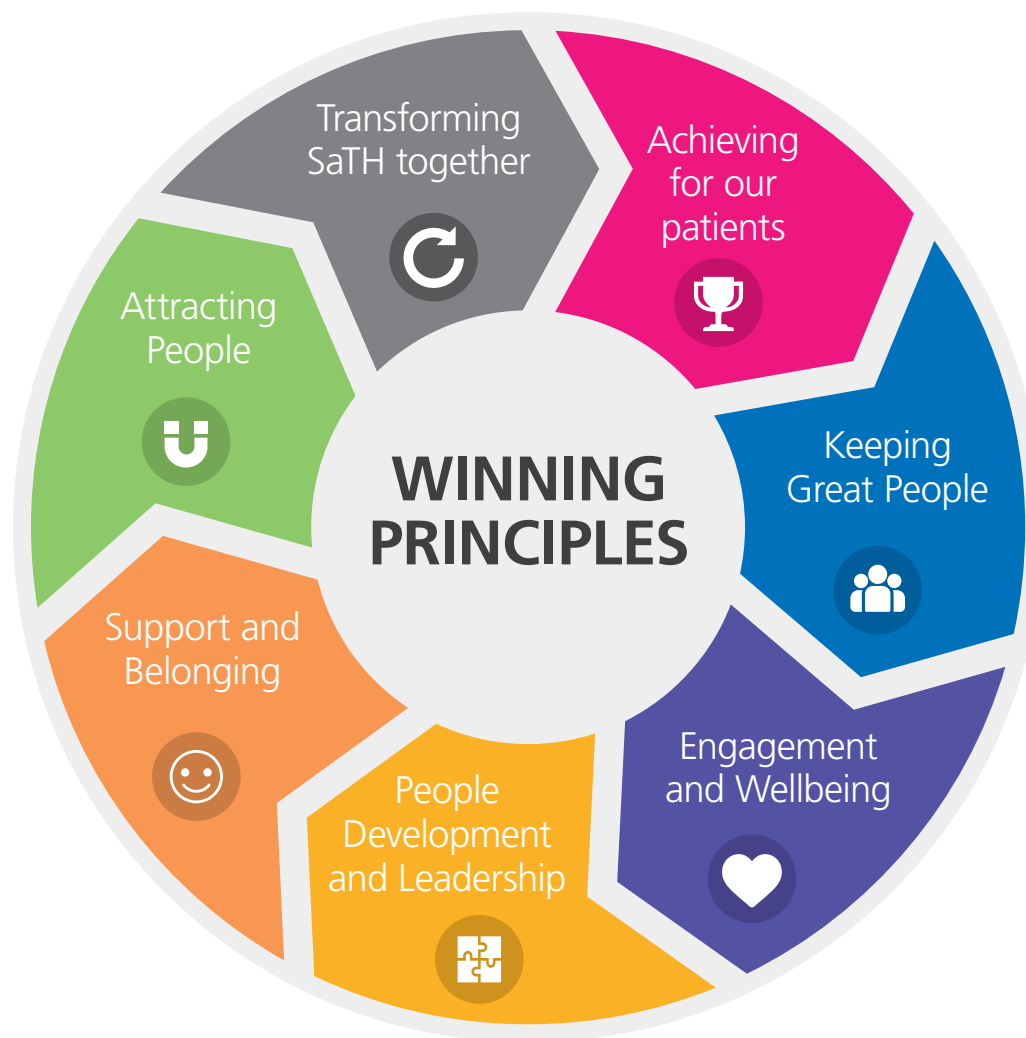 Transforming
SaTH together
Achieving
for our
patients
Keeping
Great People
Engagement
and Wellbeing
People
Development
and Leadership
Support and
Belonging
Attracting
People
WINNING
PRINCIPLES